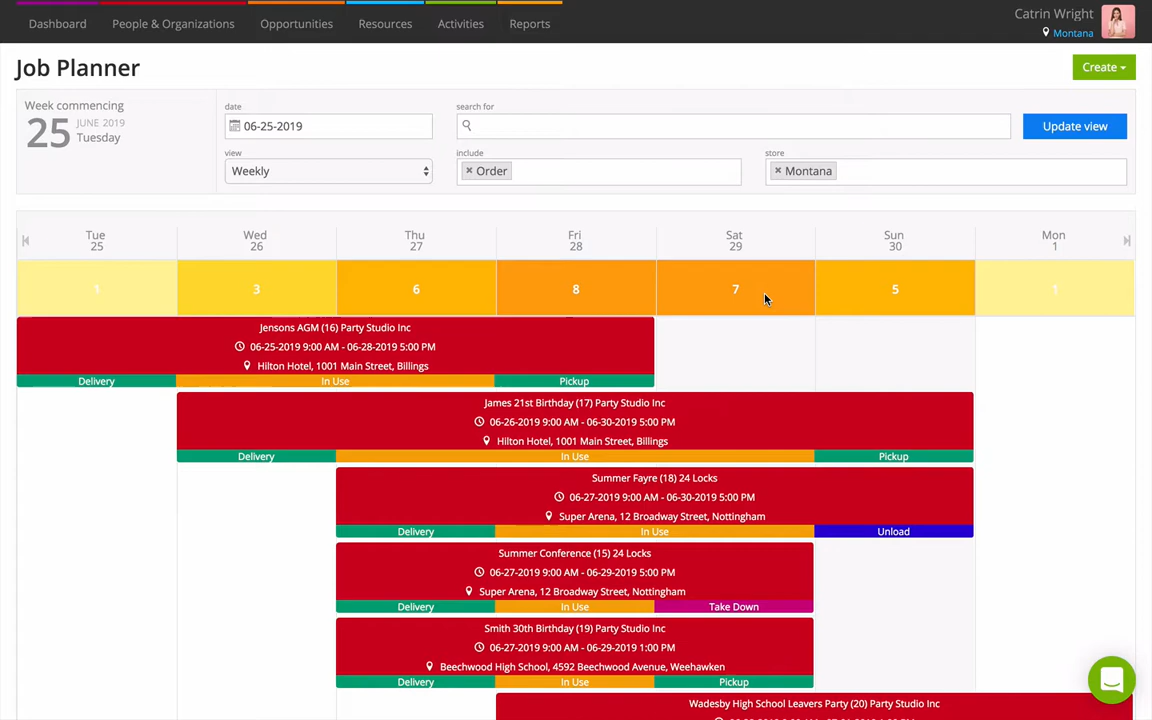 Dashboard
People & Organizations
Opportunities
Resources
Activities
Reports
Catrin Wright
Montana
Job Planner
Create
Week commencing
25
JUNE 2019
Tuesday
date
06-25-2019
search for
Update view
view
Weekly
include
× Order
store
× Montana
Tue
25
Wed
26
Thu
27
Fri
28
Sat
29
Sun
30
Mon
1
1
3
6
8
7
5
1
Jensons AGM (16) Party Studio Inc
06-25-2019 9:00 AM - 06-28-2019 5:00 PM
Hilton Hotel, 1001 Main Street, Billings
Delivery
In Use
Pickup
James 21st Birthday (17) Party Studio Inc
06-26-2019 9:00 AM - 06-30-2019 5:00 PM
Hilton Hotel, 1001 Main Street, Billings
Delivery
In Use
Pickup
Summer Fayre (18) 24 Locks
06-27-2019 9:00 AM - 06-30-2019 5:00 PM
Super Arena, 12 Broadway Street, Nottingham
Delivery
In Use
Unload
Summer Conference (15) 24 Locks
06-27-2019 9:00 AM - 06-29-2019 5:00 PM
Super Arena, 12 Broadway Street, Nottingham
Delivery
In Use
Take Down
Smith 30th Birthday (19) Party Studio Inc
06-27-2019 9:00 AM - 06-29-2019 1:00 PM
Beechwood High School, 4592 Beechwood Avenue, Weehawken
Delivery
In Use
Pickup
Wadesby High School Leavers Party (20) Party Studio Inc